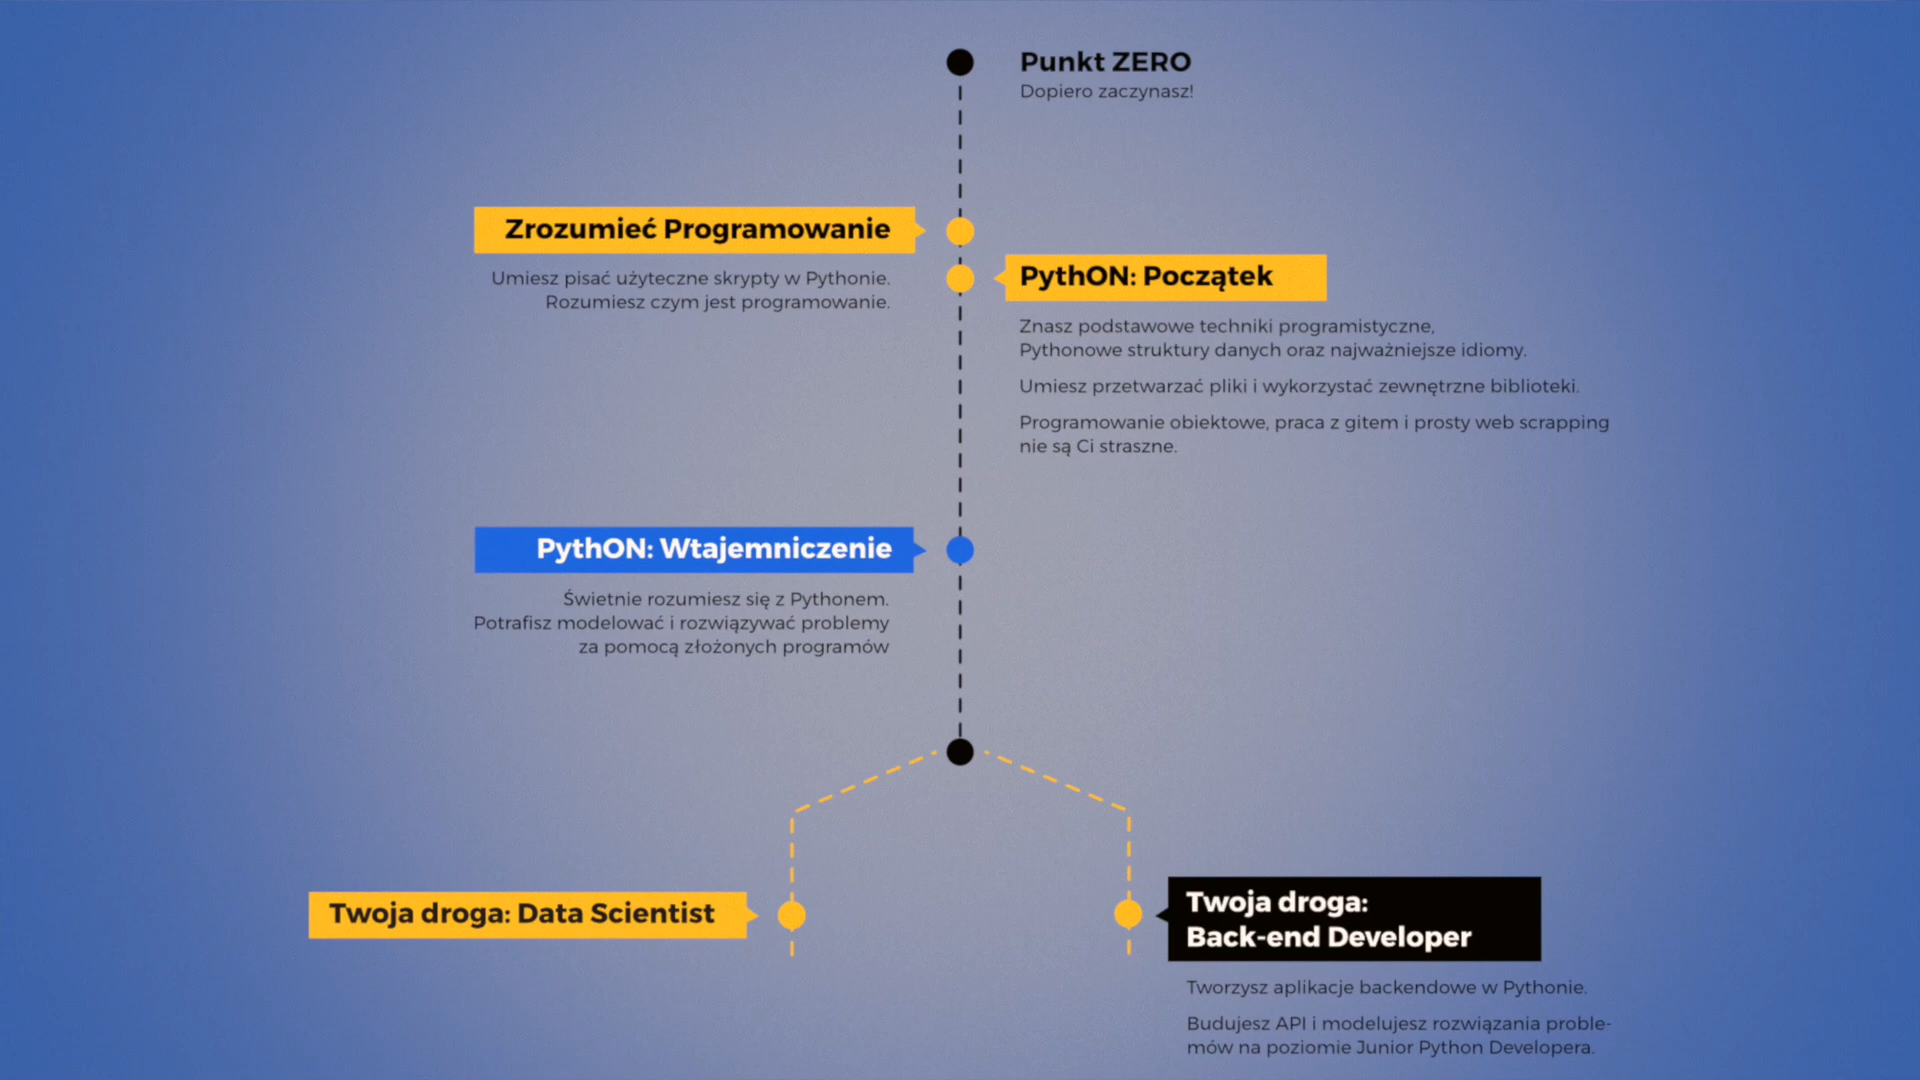 Punkt ZERO
Dopiero zaczynasz!
Zrozumieć Programowanie
Umiesz pisać użyteczne skrypty w Pythonie.
Rozumiesz czym jest programowanie.
PythON: Początek
Znasz podstawowe techniki programistyczne,
Pythonowe struktury danych oraz najważniejsze idiomy.
Umiesz przetwarzać pliki i wykorzystać zewnętrzne biblioteki.
Programowanie obiektowe, praca z gitem i prosty web scrapping
nie są Ci straszne.
PythON: Wtajemniczenie
Świetnie rozumiesz się z Pythonem.
Potrafisz modelować i rozwiązywać problemy
za pomocą złożonych programów
Twoja droga: Data Scientist
Twoja droga:
Back-end Developer
Tworzysz aplikacje backendowe w Pythonie.
Budujesz API i modelujesz rozwiązania proble-
mów na poziomie Junior Python Developera.